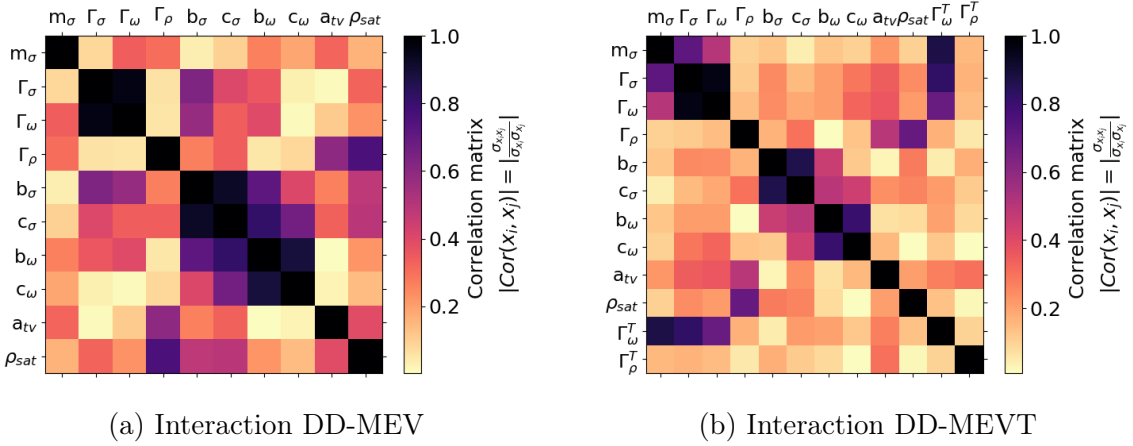 m_σ Γ_σ Γ_ω Γ_ρ b_σ c_σ b_ω c_ω a_tv ρ_sat
m_σ
Γ_σ
Γ_ω
Γ_ρ
b_σ
c_σ
b_ω
c_ω
a_tv
ρ_sat
1.0
0.8
0.6
0.4
0.2
Correlation matrix
|Cor(x_i, x_j)| = |σ_{x_i x_j}/(σ_{x_i} σ_{x_j})|
(a) Interaction DD-MEV
m_σ Γ_σ Γ_ω Γ_ρ b_σ c_σ b_ω c_ω a_tv ρ_sat Γ_ω^T Γ_ρ^T
m_σ
Γ_σ
Γ_ω
Γ_ρ
b_σ
c_σ
b_ω
c_ω
a_tv
ρ_sat
Γ_ω^T
Γ_ρ^T
1.0
0.8
0.6
0.4
0.2
Correlation matrix
|Cor(x_i, x_j)| = |σ_{x_i x_j}/(σ_{x_i} σ_{x_j})|
(b) Interaction DD-MEVT